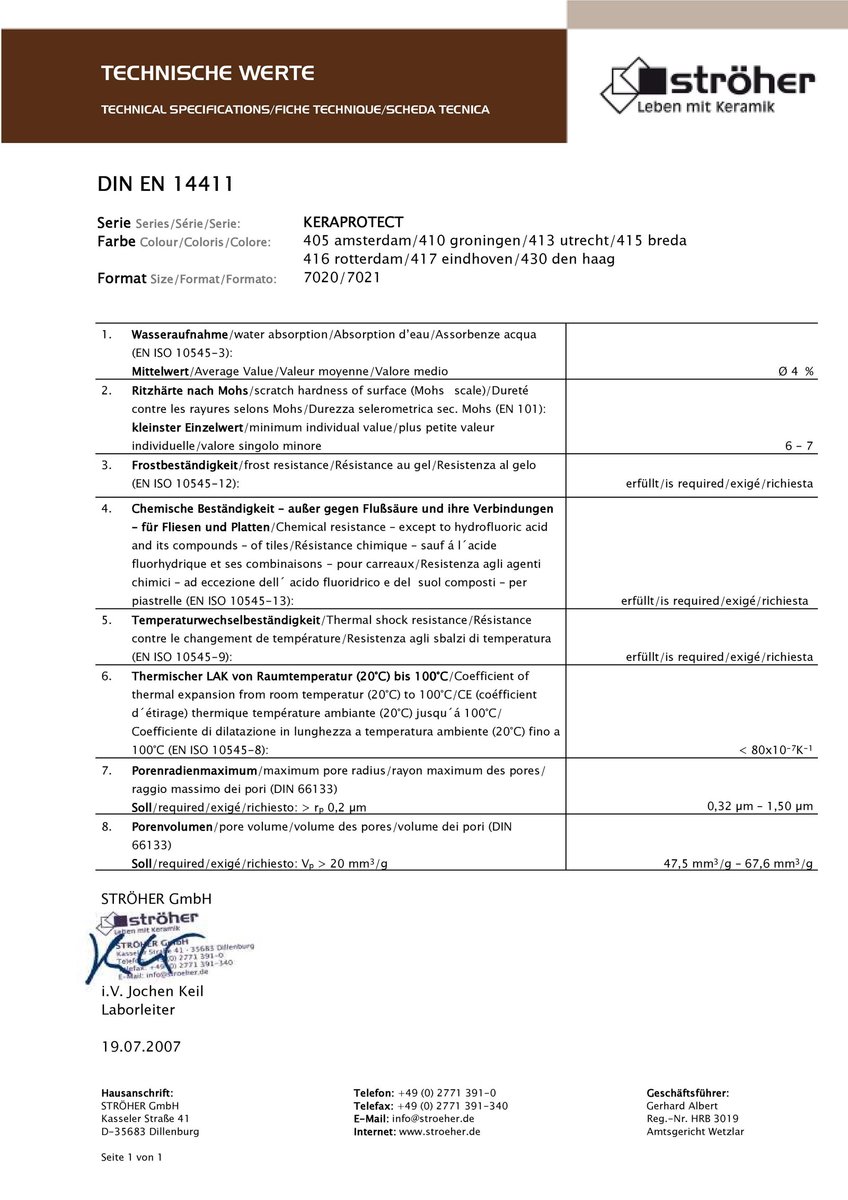 TECHNISCHE WERTE
TECHNICAL SPECIFICATIONS/FICHE TECHNIQUE/SCHEDA TECNICA
ströher
Leben mit Keramik
DIN EN 14411
Serie Series/Série/Serie: KERAPROTECT
Farbe Colour/Coloris/Colore: 405 amsterdam/410 groningen/413 utrecht/415 breda
416 rotterdam/417 eindhoven/430 den haag
Format Size/Format/Formato: 7020/7021
1. Wasseraufnahme/water absorption/Absorption d'eau/Assorbenze acqua
(EN ISO 10545-3):
Mittelwert/Average Value/Valeur moyenne/Valore medio Ø 4 %
2. Ritzhärte nach Mohs/scratch hardness of surface (Mohs scale)/Dureté
contre les rayures selons Mohs/Durezza selerometrica sec. Mohs (EN 101):
kleinster Einzelwert/minimum individual value/plus petite valeur
individuelle/valore singolo minore 6 – 7
3. Frostbeständigkeit/frost resistance/Résistance au gel/Resistenza al gelo
(EN ISO 10545-12): erfüllt/is required/exigé/richiesta
4. Chemische Beständigkeit – außer gegen Flußsäure und ihre Verbindungen
– für Fliesen und Platten/Chemical resistance – except to hydrofluoric acid
and its compounds – of tiles/Résistance chimique – sauf á l´acide
fluorhydrique et ses combinaisons – pour carreaux/Resistenza agli agenti
chimici – ad eccezione dell´ acido fluoridrico e del suol composti – per
piastrelle (EN ISO 10545-13): erfüllt/is required/exigé/richiesta
5. Temperaturwechselbeständigkeit/Thermal shock resistance/Résistance
contre le changement de température/Resistenza agli sbalzi di temperatura
(EN ISO 10545-9): erfüllt/is required/exigé/richiesta
6. Thermischer LAK von Raumtemperatur (20°C) bis 100°C/Coefficient of
thermal expansion from room temperatur (20°C) to 100°C/CE (coéfficient
d´étirage) thermique température ambiante (20°C) jusqu´á 100°C/
Coefficiente di dilatazione in lunghezza a temperatura ambiente (20°C) fino a
100°C (EN ISO 10545-8): < 80x10⁻⁷K⁻¹
7. Porenradienmaximum/maximum pore radius/rayon maximum des pores/
raggio massimo dei pori (DIN 66133)
Soll/required/exigé/richiesto: > rₚ 0,2 µm 0,32 µm – 1,50 µm
8. Porenvolumen/pore volume/volume des pores/volume dei pori (DIN
66133)
Soll/required/exigé/richiesto: Vₚ > 20 mm³/g 47,5 mm³/g – 67,6 mm³/g
STRÖHER GmbH
ströher
Leben mit Keramik
STRÖHER GmbH
Kasseler Straße 41 · 35683 Dillenburg
Telefon: +49 (0) 2771 391-0
Telefax: +49 (0) 2771 391-340
E-Mail: info@stroeher.de
i.V. Jochen Keil
Laborleiter
19.07.2007
Hausanschrift:
STRÖHER GmbH
Kasseler Straße 41
D-35683 Dillenburg
Telefon: +49 (0) 2771 391-0
Telefax: +49 (0) 2771 391-340
E-Mail: info@stroeher.de
Internet: www.stroeher.de
Geschäftsführer:
Gerhard Albert
Reg.-Nr. HRB 3019
Amtsgericht Wetzlar
Seite 1 von 1